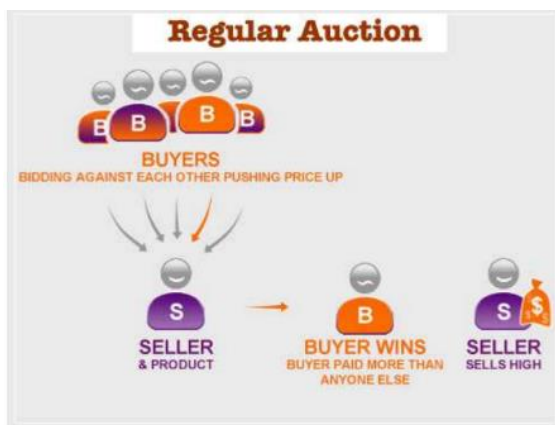 Regular Auction
B B B B
BUYERS
BIDDING AGAINST EACH OTHER PUSHING PRICE UP
S
SELLER
& PRODUCT
B
BUYER WINS
BUYER PAID MORE THAN
ANYONE ELSE
S $
SELLER
SELLS HIGH